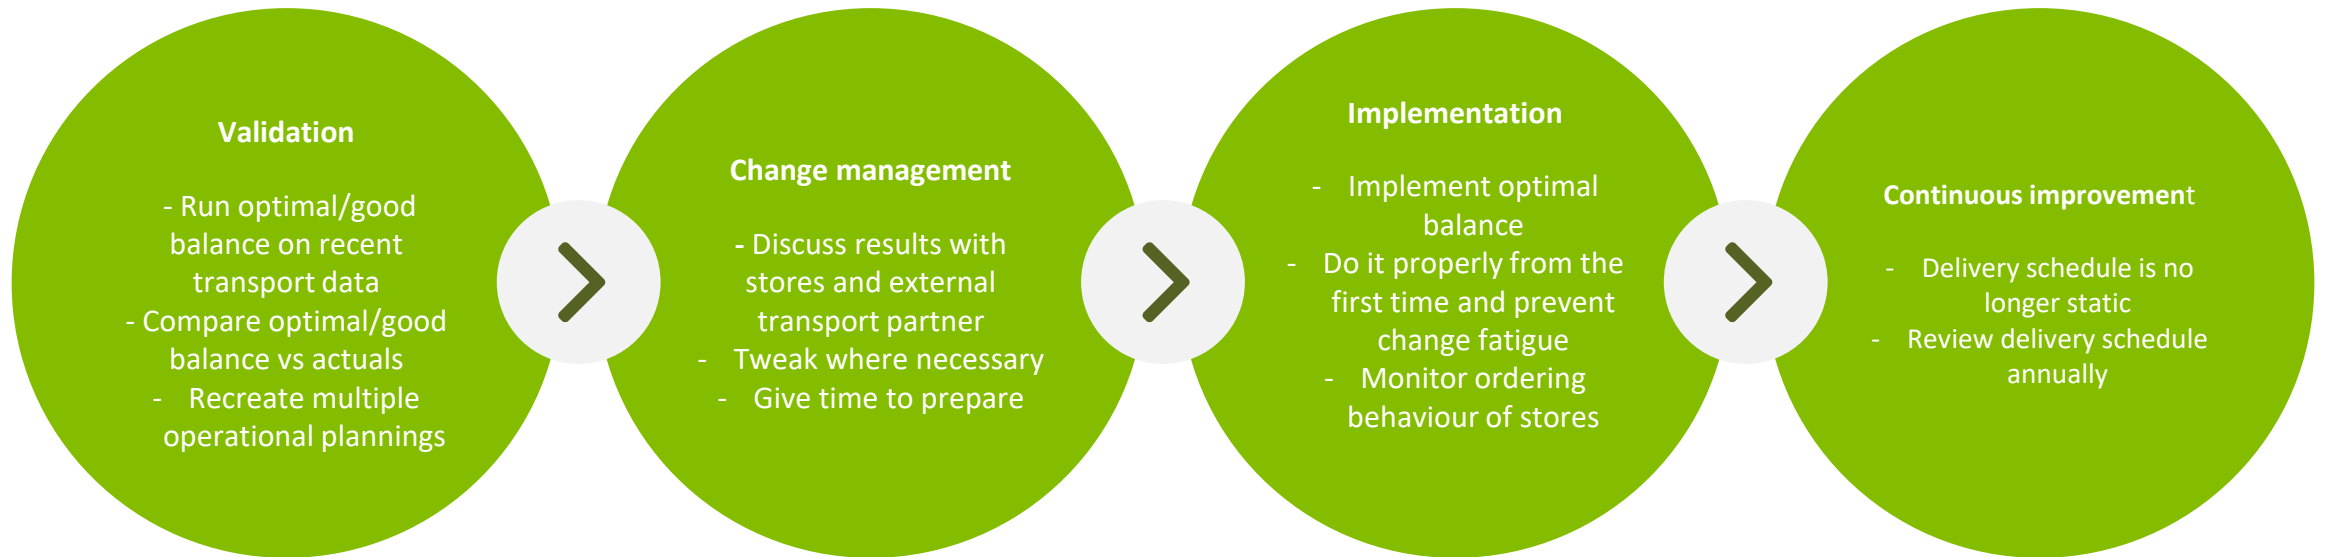 Validation
- Run optimal/good
balance on recent
transport data
- Compare optimal/good
balance vs actuals
- Recreate multiple
operational plannings
Change management
- Discuss results with
stores and external
transport partner
- Tweak where necessary
- Give time to prepare
Implementation
- Implement optimal
balance
- Do it properly from the
first time and prevent
change fatigue
- Monitor ordering
behaviour of stores
Continuous improvement
- Delivery schedule is no
longer static
- Review delivery schedule
annually